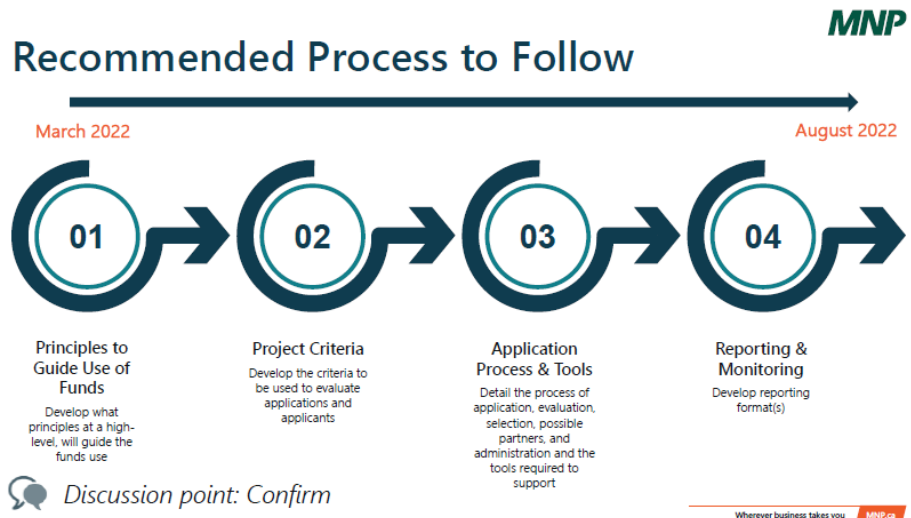 MNP
Recommended Process to Follow
March 2022
August 2022
01
02
03
04
Principles to
Guide Use of
Funds
Develop what
principles at a high-
level, will guide the
funds use
Project Criteria
Develop the criteria to
be used to evaluate
applications and
applicants
Application
Process & Tools
Detail the process of
application, evaluation,
selection, possible
partners, and
administration and the
tools required to
support
Reporting &
Monitoring
Develop reporting
format(s)
Discussion point: Confirm
Wherever business takes you
MNP.ca